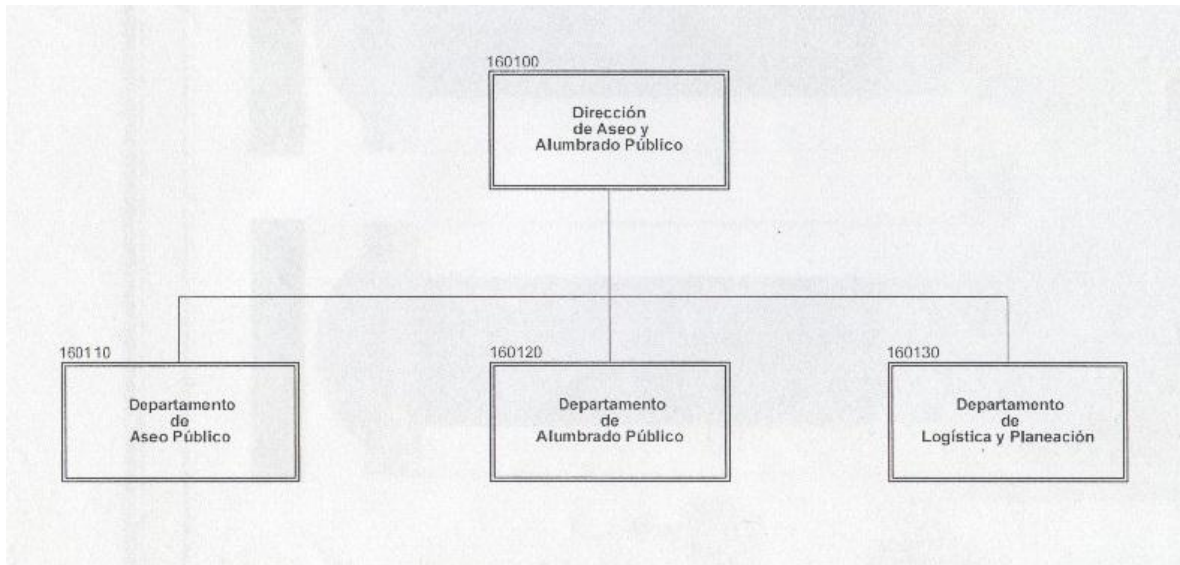 160100
Dirección
de Aseo y
Alumbrado Público
160110
Departamento
de
Aseo Público
160120
Departamento
de
Alumbrado Público
160130
Departamento
de
Logística y Planeación